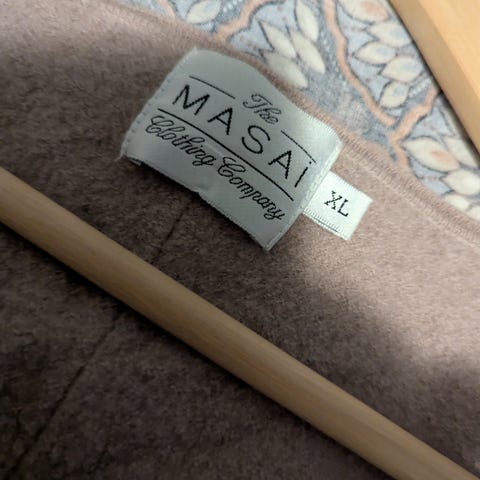 The
MASAI
Clothing Company
XL